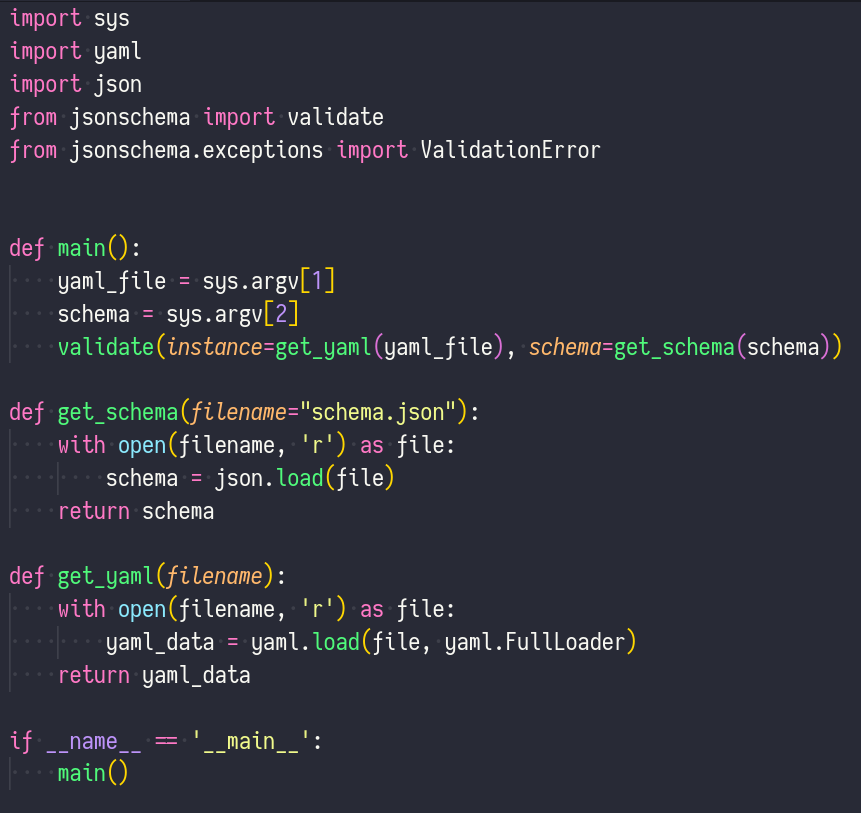 import sys
import yaml
import json
from jsonschema import validate
from jsonschema.exceptions import ValidationError
def main():
    yaml_file = sys.argv[1]
    schema = sys.argv[2]
    validate(instance=get_yaml(yaml_file), schema=get_schema(schema))
def get_schema(filename="schema.json"):
    with open(filename, 'r') as file:
        schema = json.load(file)
    return schema
def get_yaml(filename):
    with open(filename, 'r') as file:
        yaml_data = yaml.load(file, yaml.FullLoader)
    return yaml_data
if __name__ == '__main__':
    main()